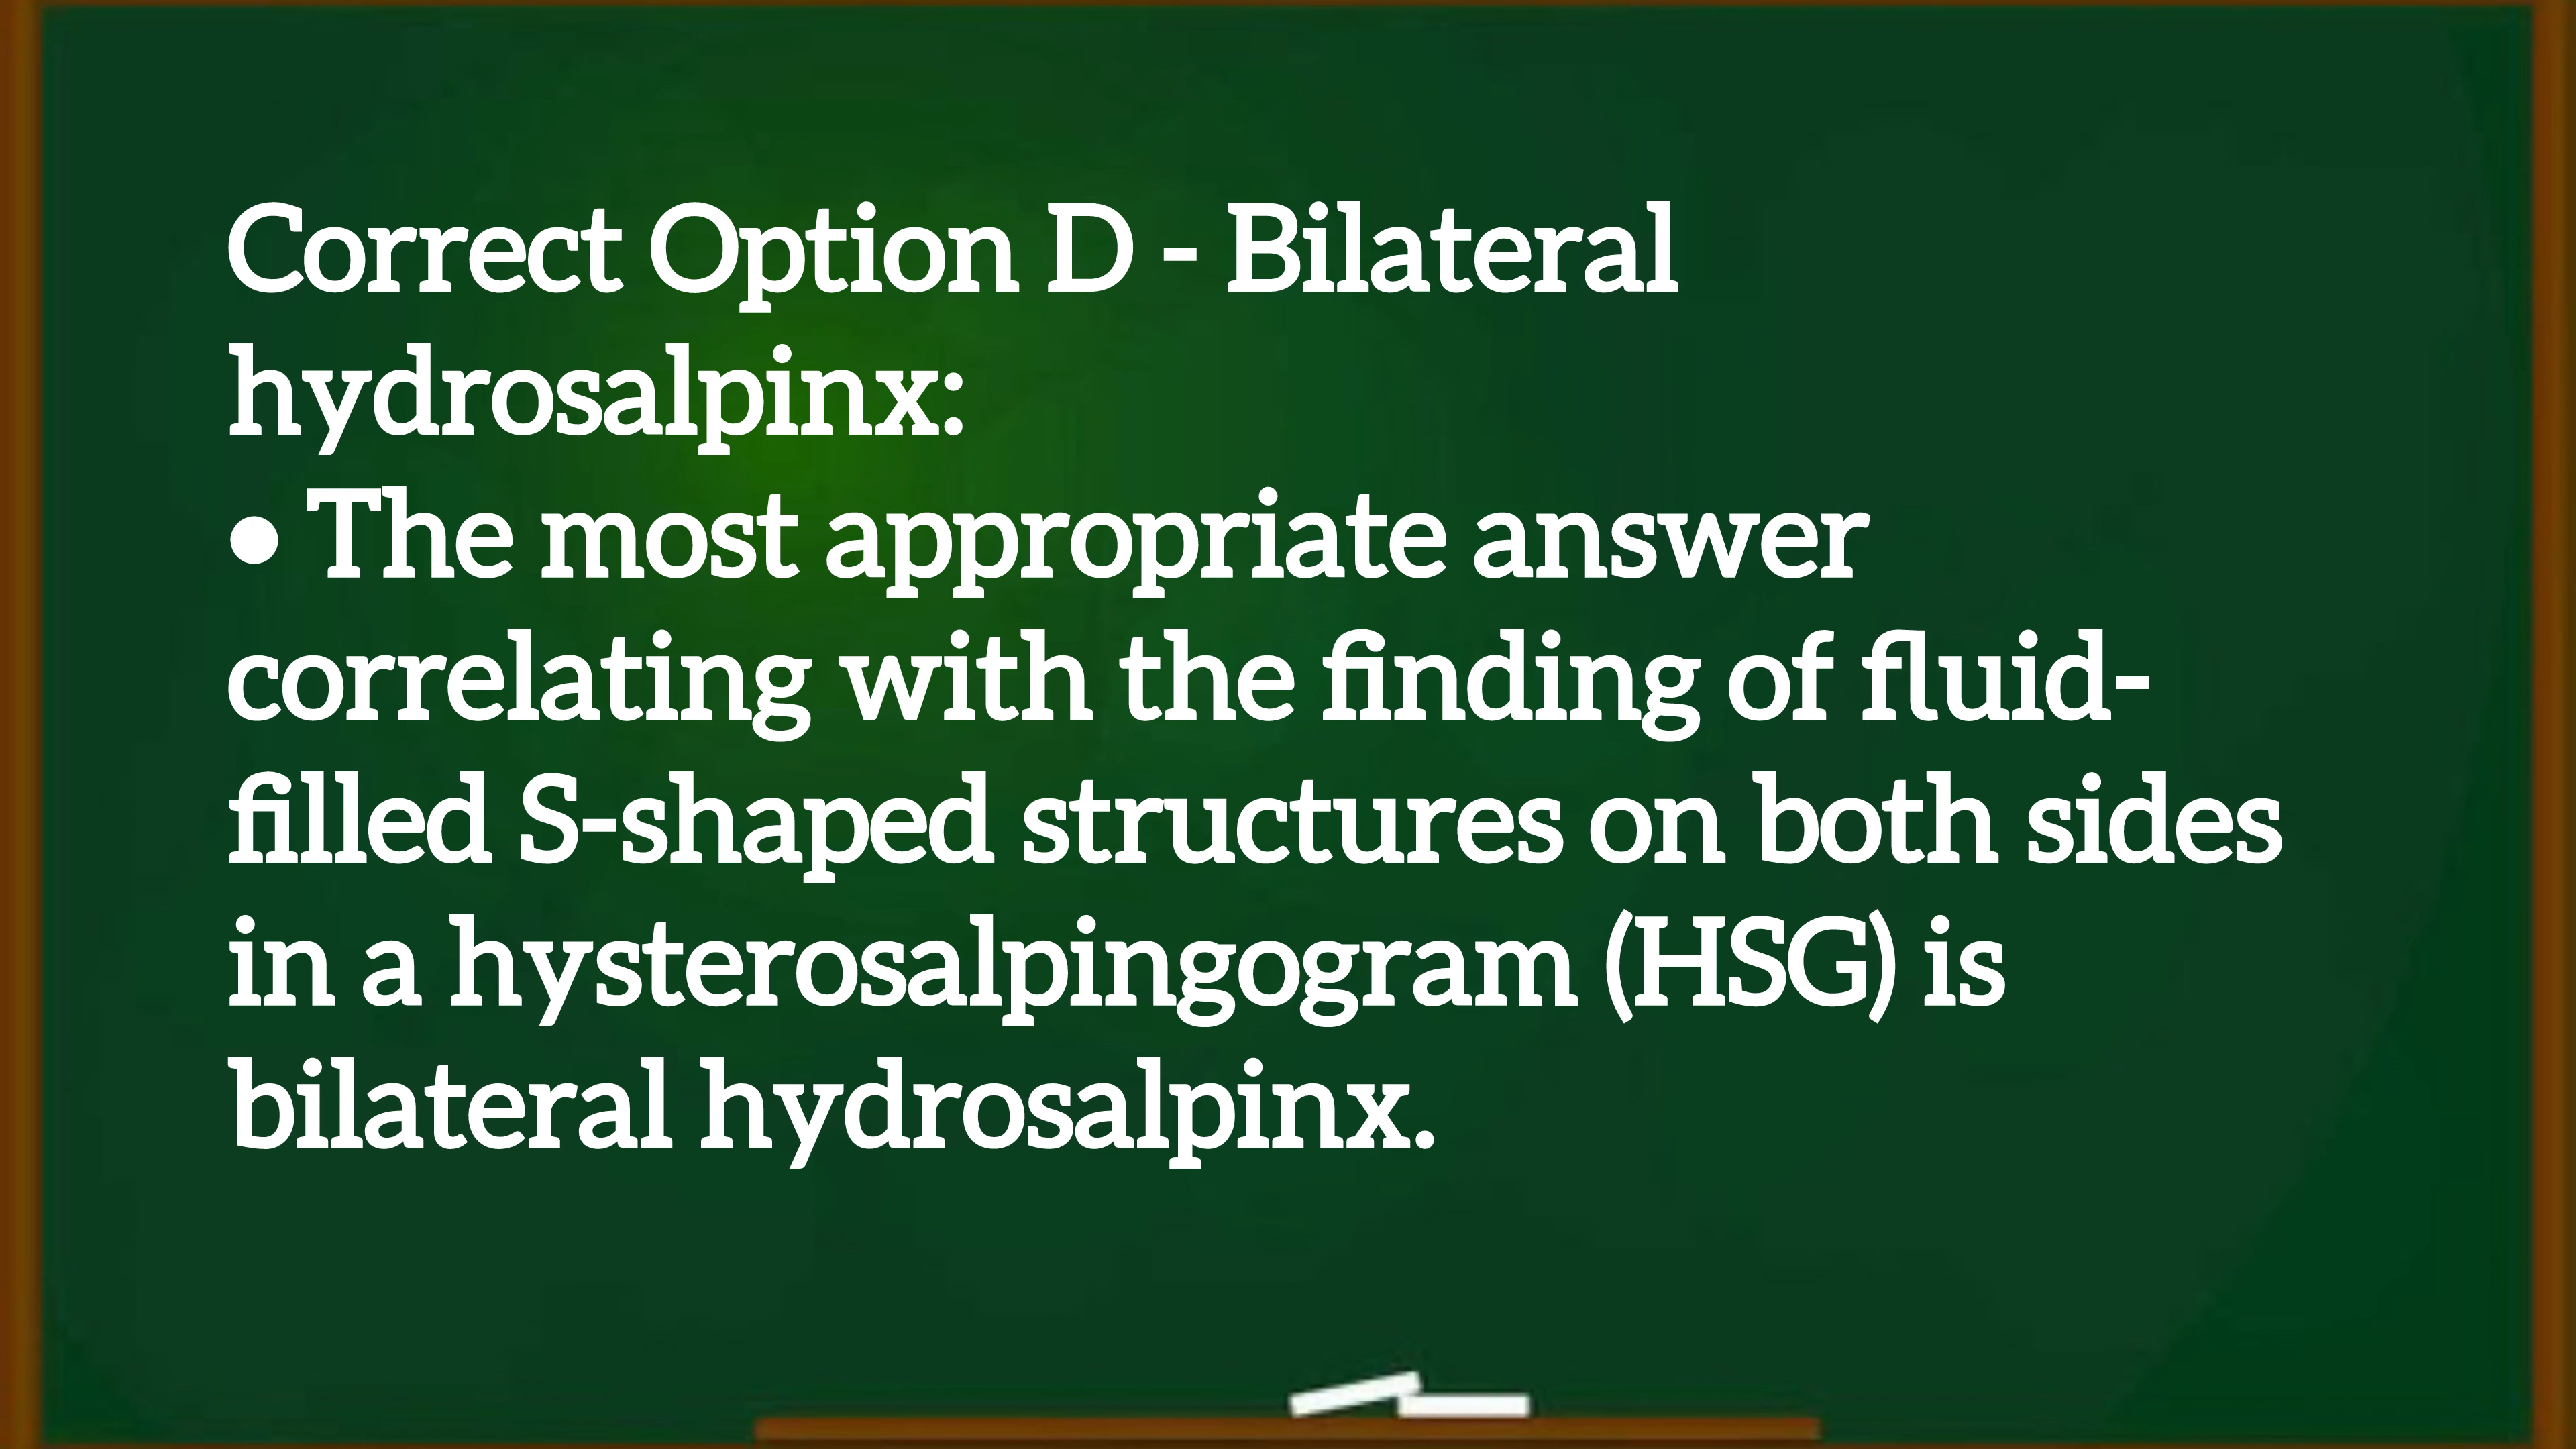 Correct Option D - Bilateral
hydrosalpinx:
● The most appropriate answer
correlating with the finding of fluid-
filled S-shaped structures on both sides
in a hysterosalpingogram (HSG) is
bilateral hydrosalpinx.